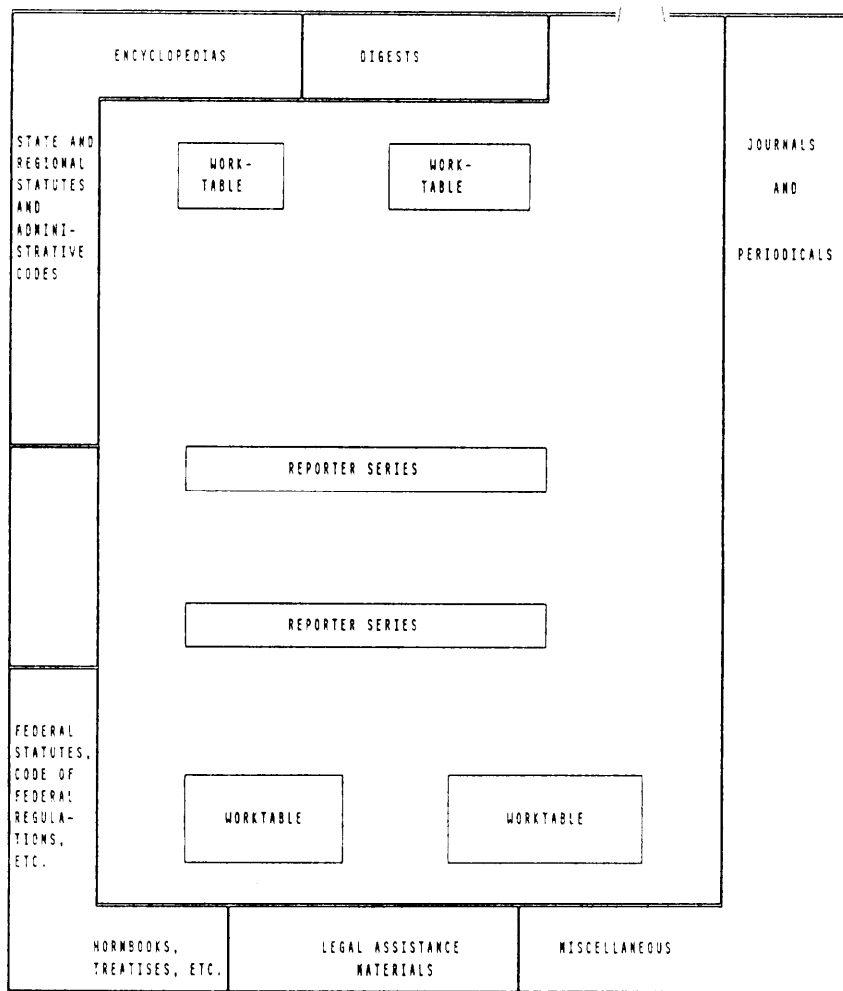 ENCYCLOPEDIAS
DIGESTS
STATE AND
REGIONAL
STATUTES
AND
ADMINI-
STRATIVE
CODES
WORK-
TABLE
WORK-
TABLE
JOURNALS
AND
PERIODICALS
REPORTER SERIES
REPORTER SERIES
FEDERAL
STATUTES,
CODE OF
FEDERAL
REGULA-
TIONS,
ETC.
WORKTABLE
WORKTABLE
HORNBOOKS,
TREATISES, ETC.
LEGAL ASSISTANCE
MATERIALS
MISCELLANEOUS